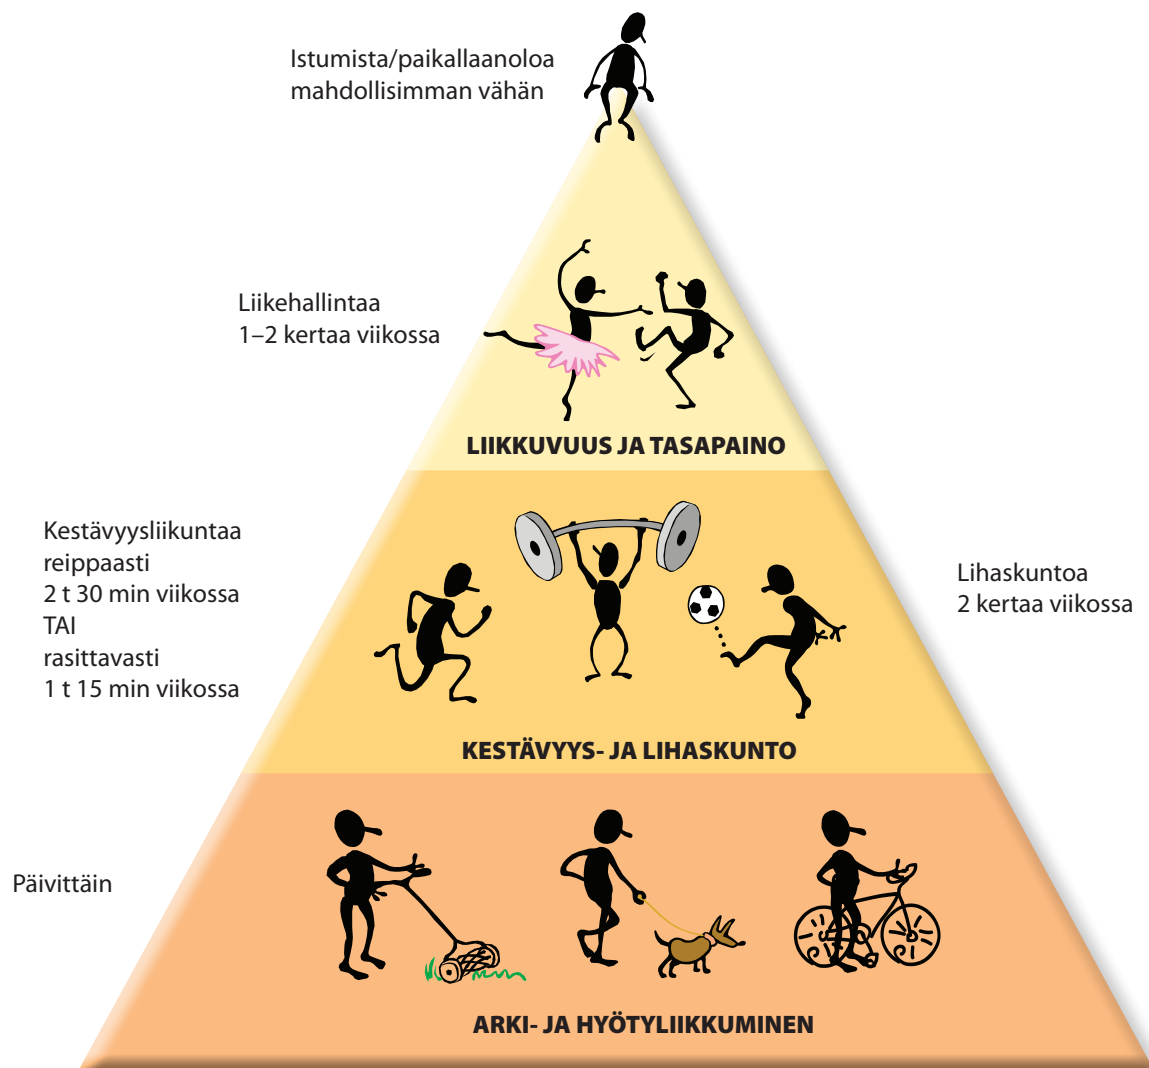 Istumista/paikallaanoloa
mahdollisimman vähän
Liikehallintaa
1–2 kertaa viikossa
LIIKKUVUUS JA TASAPAINO
Kestävyysliikuntaa
reippaasti
2 t 30 min viikossa
TAI
rasittavasti
1 t 15 min viikossa
Lihaskuntoa
2 kertaa viikossa
KESTÄVYYS- JA LIHASKUNTO
Päivittäin
ARKI- JA HYÖTYLIIKKUMINEN